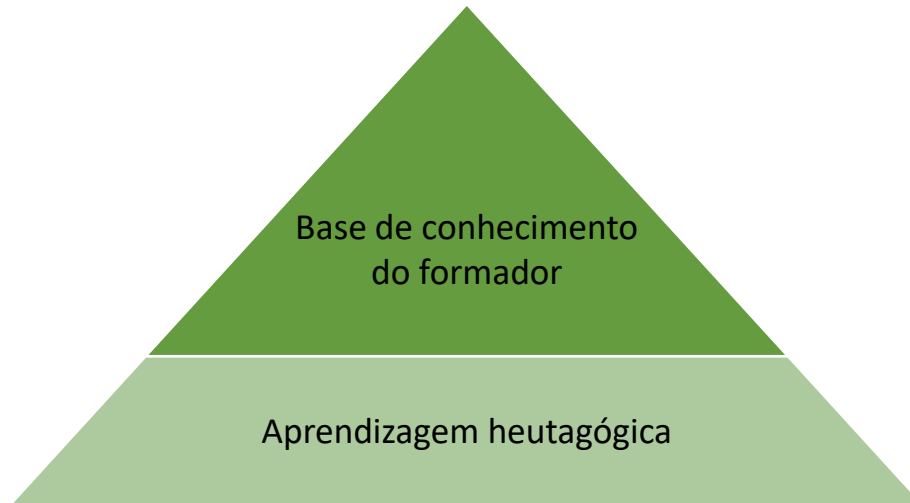 Base de conhecimento
do formador
Aprendizagem heutagógica